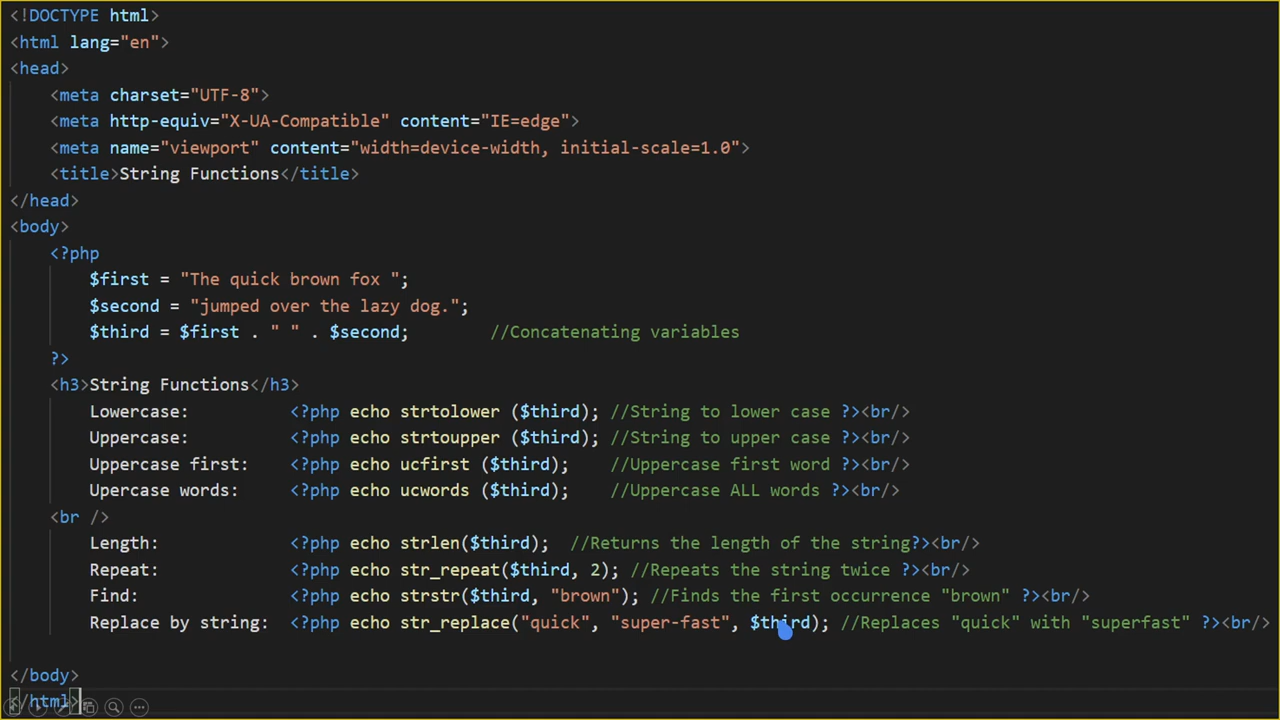 <!DOCTYPE html>
<html lang="en">
<head>
    <meta charset="UTF-8">
    <meta http-equiv="X-UA-Compatible" content="IE=edge">
    <meta name="viewport" content="width=device-width, initial-scale=1.0">
    <title>String Functions</title>
</head>
<body>
    <?php
        $first = "The quick brown fox ";
        $second = "jumped over the lazy dog.";
        $third = $first . " " . $second;        //Concatenating variables
    ?>
    <h3>String Functions</h3>
        Lowercase:          <?php echo strtolower ($third); //String to lower case ?><br/>
        Uppercase:          <?php echo strtoupper ($third); //String to upper case ?><br/>
        Uppercase first:    <?php echo ucfirst ($third);    //Uppercase first word ?><br/>
        Upercase words:     <?php echo ucwords ($third);    //Uppercase ALL words ?><br/>
    <br />
        Length:             <?php echo strlen($third);  //Returns the length of the string?><br/>
        Repeat:             <?php echo str_repeat($third, 2); //Repeats the string twice ?><br/>
        Find:               <?php echo strstr($third, "brown"); //Finds the first occurrence "brown" ?><br/>
        Replace by string:  <?php echo str_replace("quick", "super-fast", $third); //Replaces "quick" with "superfast" ?><br/>
</body>
</html>